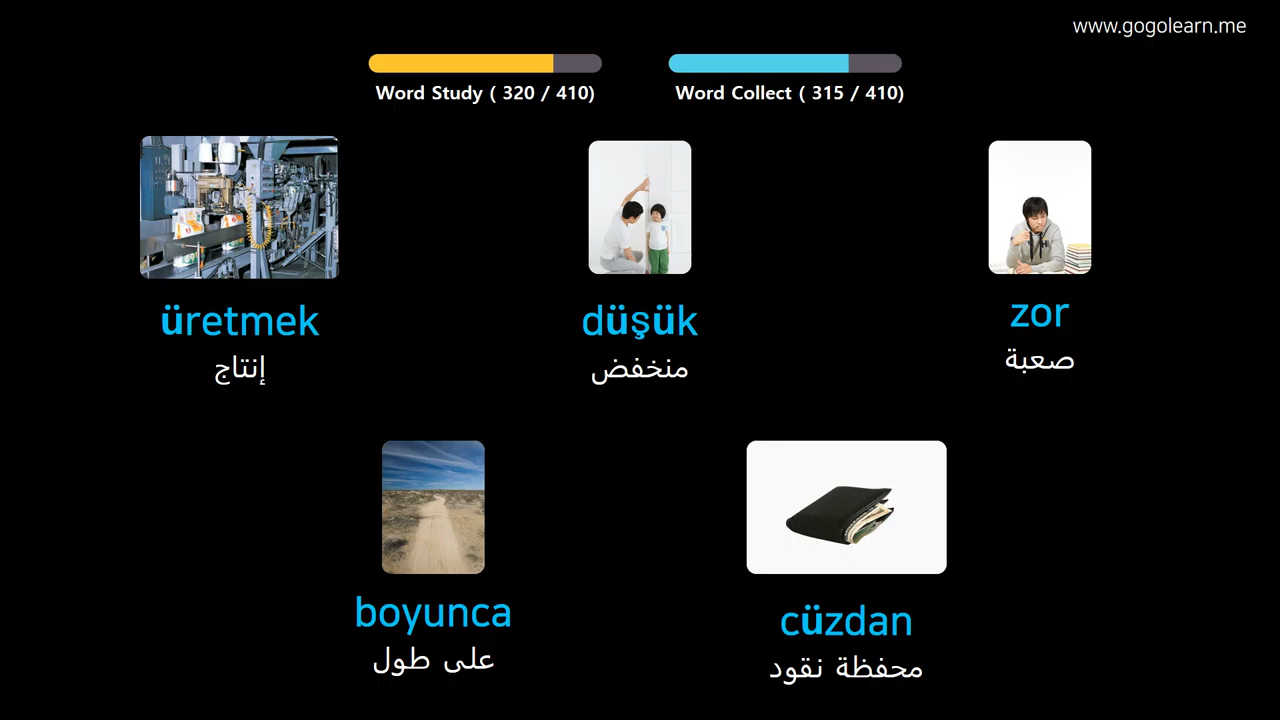 www.gogolearn.me
Word Study ( 320 / 410)
Word Collect ( 315 / 410)
üretmek
إنتاج
düşük
منخفض
zor
صعبة
boyunca
على طول
cüzdan
محفظة نقود